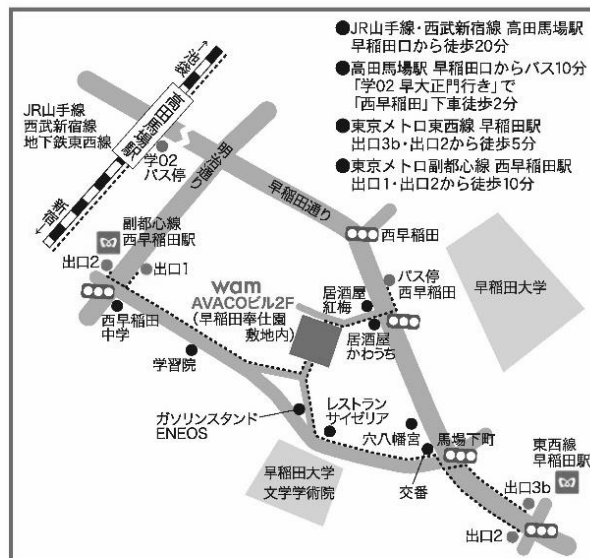 ●JR山手線・西武新宿線 高田馬場駅
早稲田口から徒歩20分
●高田馬場駅 早稲田口からバス10分
「学02 早大正門行き」で
「西早稲田」下車徒歩2分
●東京メトロ東西線 早稲田駅
出口3b・出口2から徒歩5分
●東京メトロ副都心線 西早稲田駅
出口1・出口2から徒歩10分
池袋
高田馬場駅
新宿
JR山手線
西武新宿線
地下鉄東西線
学02
バス停
明治通り
早稲田通り
西早稲田
副都心線
西早稲田駅
出口2
出口1
wam
AVACOビル2F
(早稲田奉仕園
敷地内)
居酒屋
紅梅
バス停
西早稲田
早稲田大学
居酒屋
かわうち
西早稲田
中学
学習院
ガソリンスタンド
ENEOS
レストラン
サイゼリア
穴八幡宮
馬場下町
交番
早稲田大学
文学学術院
東西線
早稲田駅
出口3b
出口2